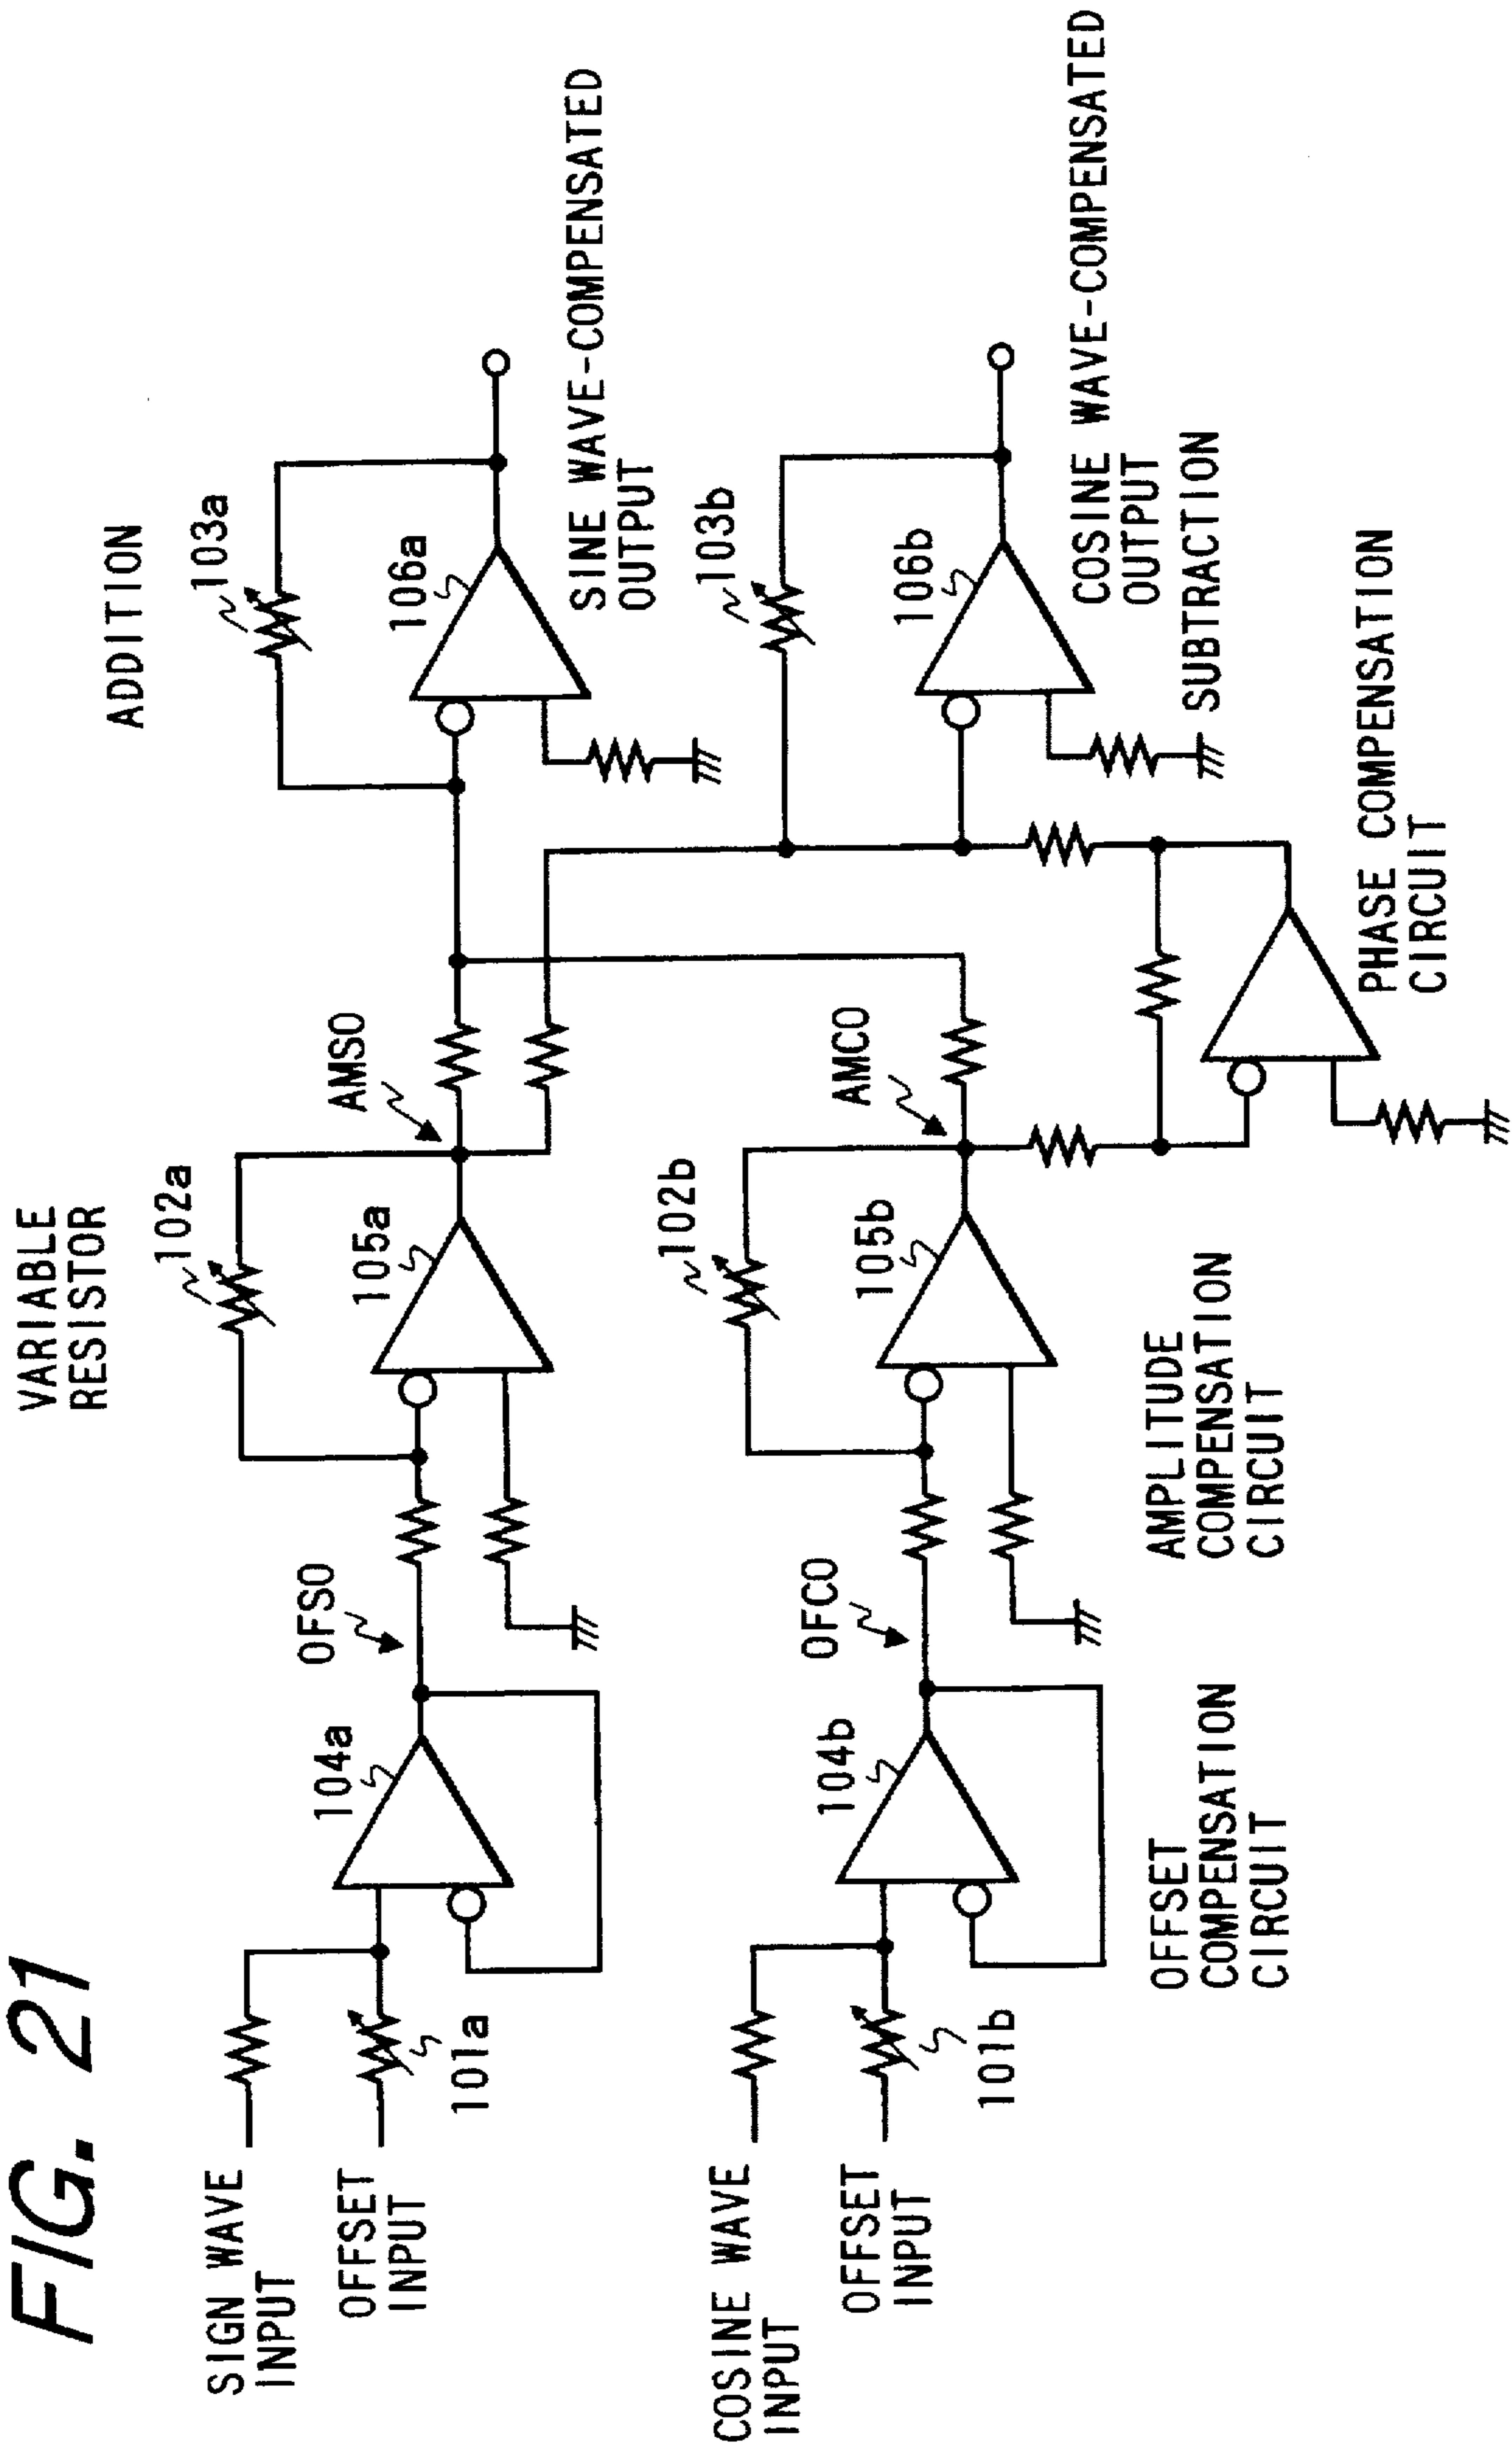 FIG. 21
VARIABLE
RESISTOR
ADDITION
102a
103a
SIGN WAVE
INPUT
OFFSET
INPUT
101a
104a
OFSO
105a
AMSO
106a
SINE WAVE-COMPENSATED
OUTPUT
102b
103b
COSINE WAVE
INPUT
OFFSET
INPUT
101b
104b
OFCO
105b
AMCO
106b
COSINE WAVE-COMPENSATED
OUTPUT
SUBTRACTION
OFFSET
COMPENSATION
CIRCUIT
AMPLITUDE
COMPENSATION
CIRCUIT
PHASE COMPENSATION
CIRCUIT